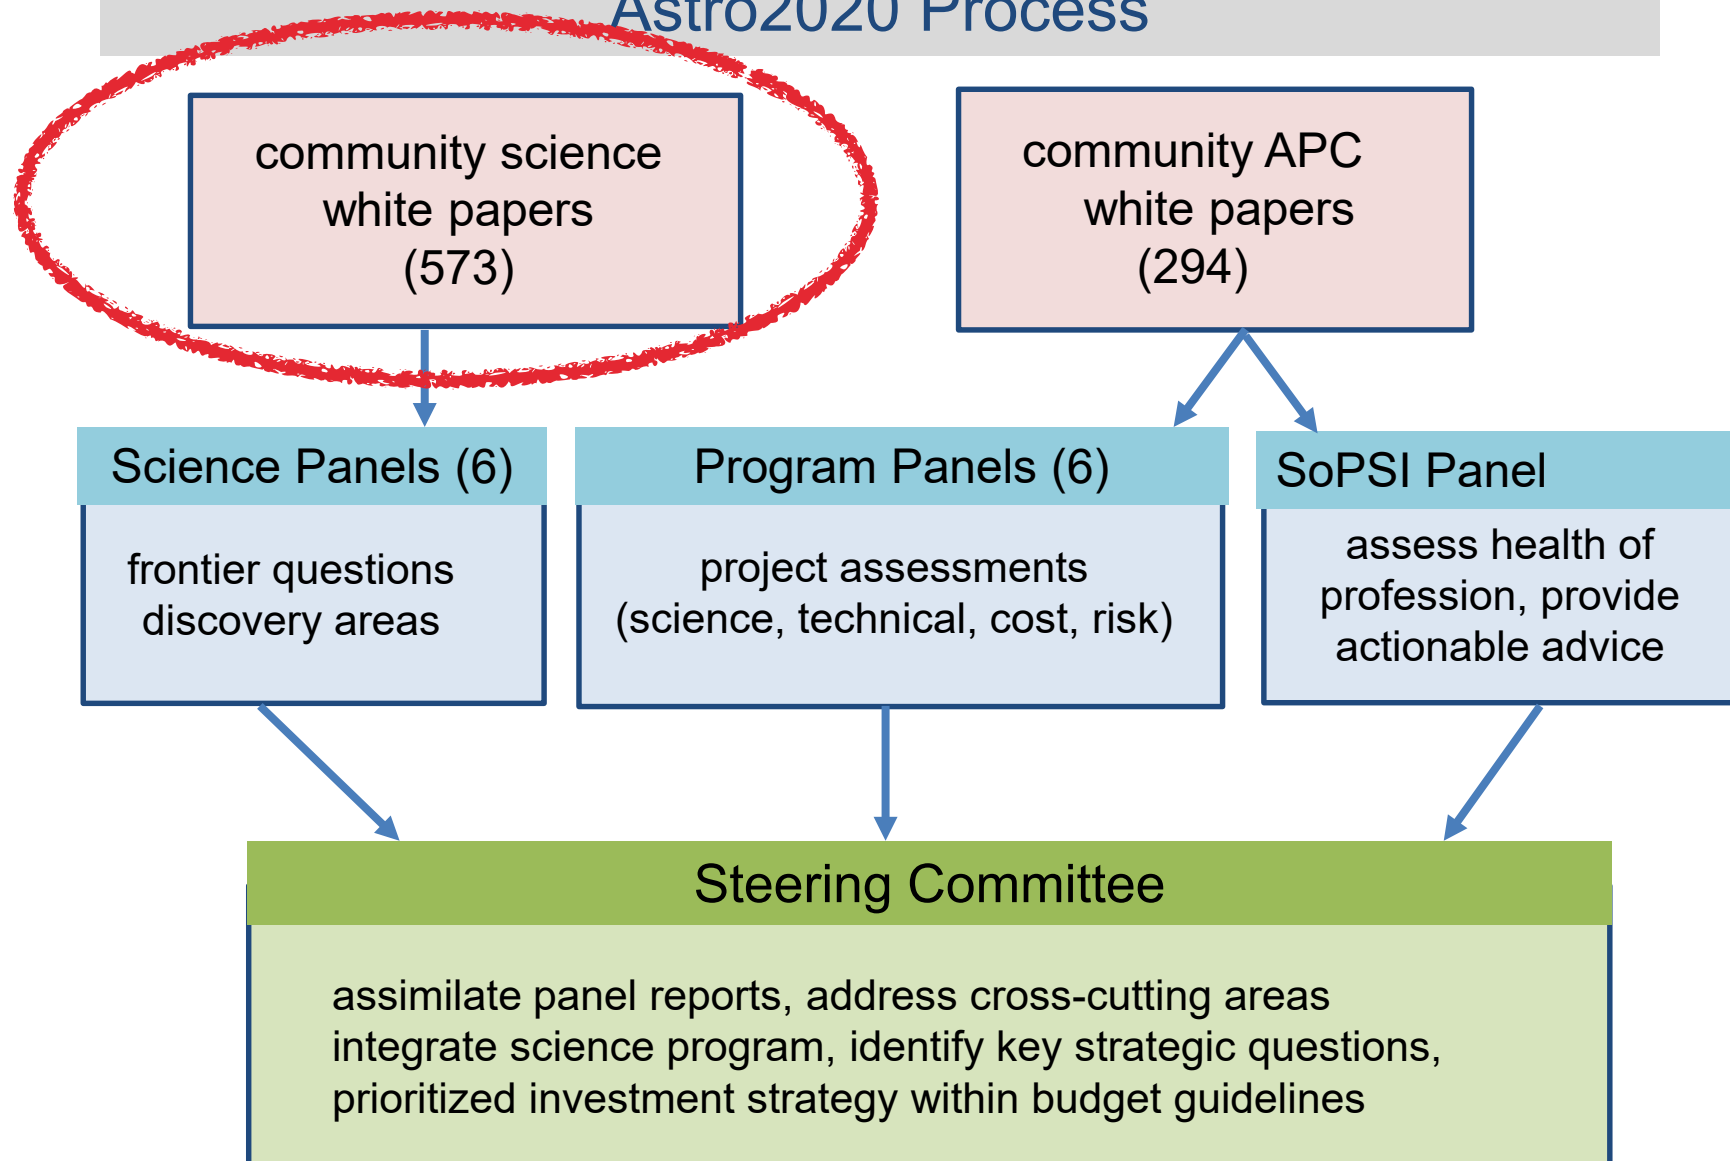 Astro2020 Process
community science
white papers
(573)
community APC
white papers
(294)
Science Panels (6)
frontier questions
discovery areas
Program Panels (6)
project assessments
(science, technical, cost, risk)
SoPSI Panel
assess health of
profession, provide
actionable advice
Steering Committee
assimilate panel reports, address cross-cutting areas
integrate science program, identify key strategic questions,
prioritized investment strategy within budget guidelines